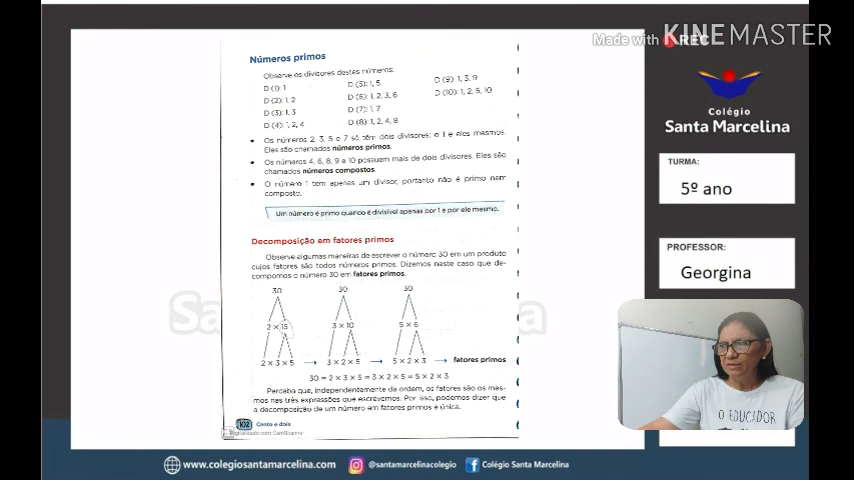 Made with KINEMASTER
REC
Números primos
Observe os divisores destes números:
D (1): 1
D (2): 1, 2
D (3): 1, 3
D (4): 1, 2, 4
D (5): 1, 5
D (6): 1, 2, 3, 6
D (7): 1, 7
D (8): 1, 2, 4, 8
D (9): 1, 3, 9
D (10): 1, 2, 5, 10
• Os números 2, 3, 5 e 7 só têm dois divisores: o 1 e eles mesmos.
Eles são chamados números primos.
• Os números 4, 6, 8, 9 e 10 possuem mais de dois divisores. Eles são
chamados números compostos.
• O número 1 tem apenas um divisor, portanto não é primo nem
composto.
Um número é primo quando é divisível apenas por 1 e por ele mesmo.
Decomposição em fatores primos
Observe algumas maneiras de escrever o número 30 em um produto
cujos fatores são todos números primos. Dizemos neste caso que de-
compomos o número 30 em fatores primos.
30 30 30
2 × 15 3 × 10 5 × 6
2 × 3 × 5 → 3 × 2 × 5 → 5 × 2 × 3 → fatores primos
30 = 2 × 3 × 5 = 3 × 2 × 5 = 5 × 2 × 3
Perceba que, independentemente da ordem, os fatores são os mes-
mos nas três expressões que escrevemos. Por isso, podemos dizer que
a decomposição de um número em fatores primos é única.
102 Cento e dois
Digitalizado com CamScanner
Colégio
Santa Marcelina
TURMA:
5º ano
PROFESSOR:
Georgina
O EDUCADOR
www.colegiosantamarcelina.com
@santamarcelinacolegio
Colégio Santa Marcelina